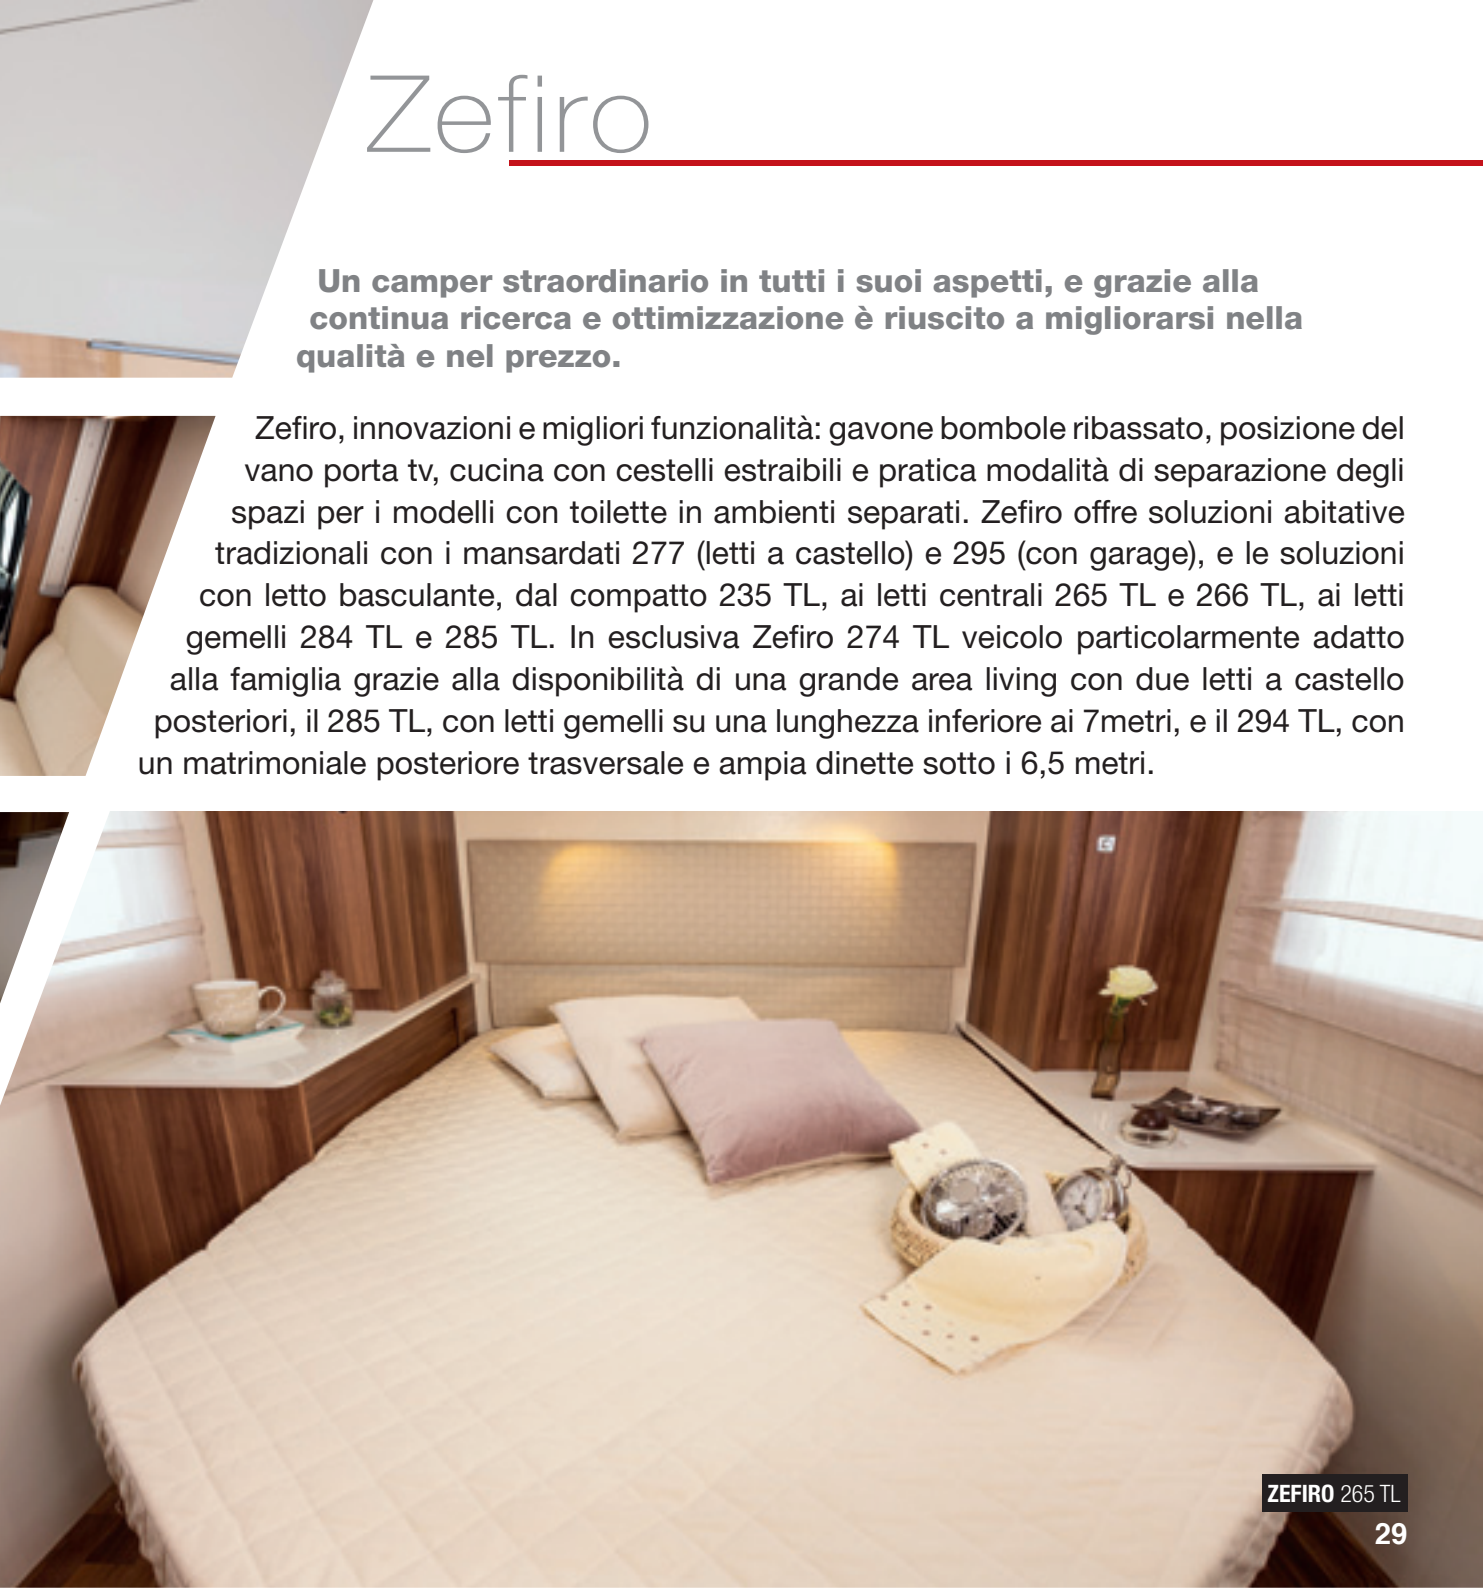 Zefiro
Un camper straordinario in tutti i suoi aspetti, e grazie alla
continua ricerca e ottimizzazione è riuscito a migliorarsi nella
qualità e nel prezzo.
Zefiro, innovazioni e migliori funzionalità: gavone bombole ribassato, posizione del
vano porta tv, cucina con cestelli estraibili e pratica modalità di separazione degli
spazi per i modelli con toilette in ambienti separati. Zefiro offre soluzioni abitative
tradizionali con i mansardati 277 (letti a castello) e 295 (con garage), e le soluzioni
con letto basculante, dal compatto 235 TL, ai letti centrali 265 TL e 266 TL, ai letti
gemelli 284 TL e 285 TL. In esclusiva Zefiro 274 TL veicolo particolarmente adatto
alla famiglia grazie alla disponibilità di una grande area living con due letti a castello
posteriori, il 285 TL, con letti gemelli su una lunghezza inferiore ai 7metri, e il 294 TL, con
un matrimoniale posteriore trasversale e ampia dinette sotto i 6,5 metri.
ZEFIRO 265 TL
29